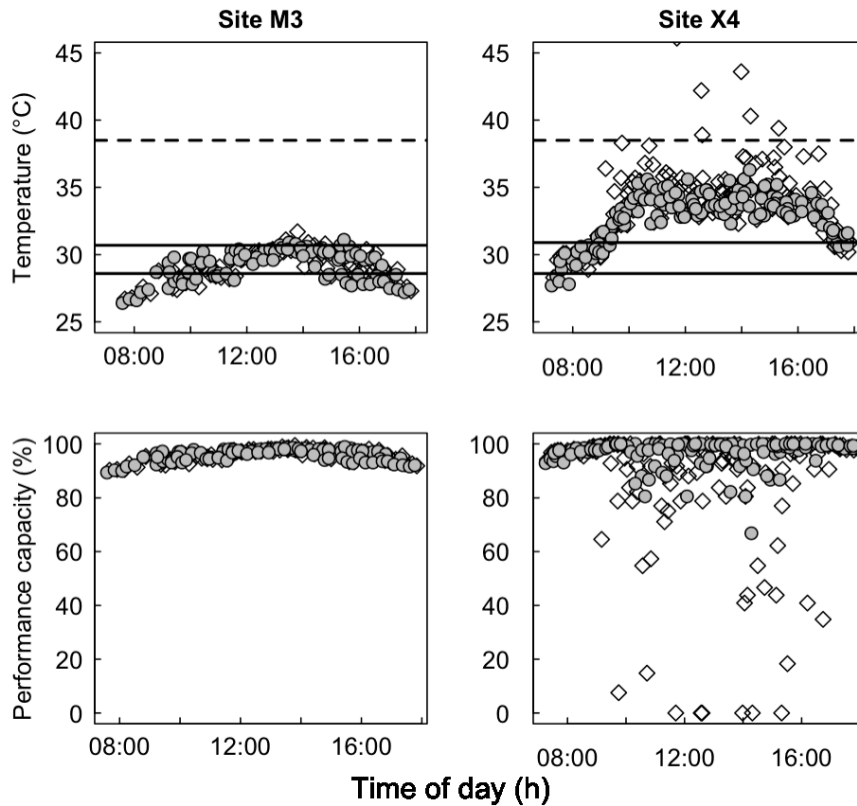 Site M3 Site X4
Temperature (°C)
45 45
40 40
35 35
30 30
25 25
08:00 12:00 16:00 08:00 12:00 16:00
Performance capacity (%)
100 100
80 80
60 60
40 40
20 20
0 0
08:00 12:00 16:00 08:00 12:00 16:00
Time of day (h)